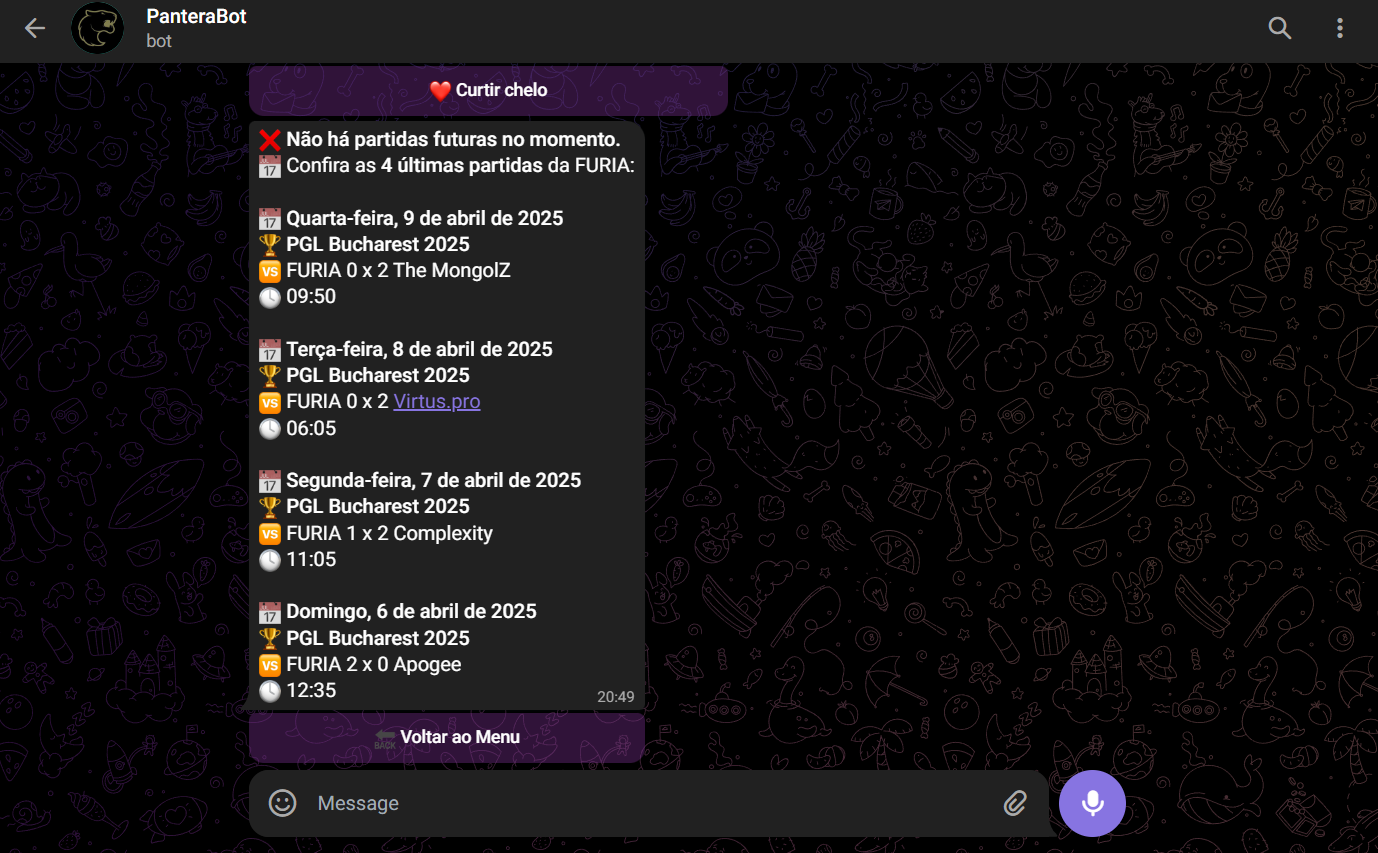 PanteraBot
bot
❤️ Curtir chelo
❌ Não há partidas futuras no momento.
📅 Confira as 4 últimas partidas da FURIA:
📅 Quarta-feira, 9 de abril de 2025
🏆 PGL Bucharest 2025
🆚 FURIA 0 x 2 The MongolZ
🕓 09:50
📅 Terça-feira, 8 de abril de 2025
🏆 PGL Bucharest 2025
🆚 FURIA 0 x 2 Virtus.pro
🕓 06:05
📅 Segunda-feira, 7 de abril de 2025
🏆 PGL Bucharest 2025
🆚 FURIA 1 x 2 Complexity
🕓 11:05
📅 Domingo, 6 de abril de 2025
🏆 PGL Bucharest 2025
🆚 FURIA 2 x 0 Apogee
🕓 12:35
20:49
🔙 Voltar ao Menu
Message